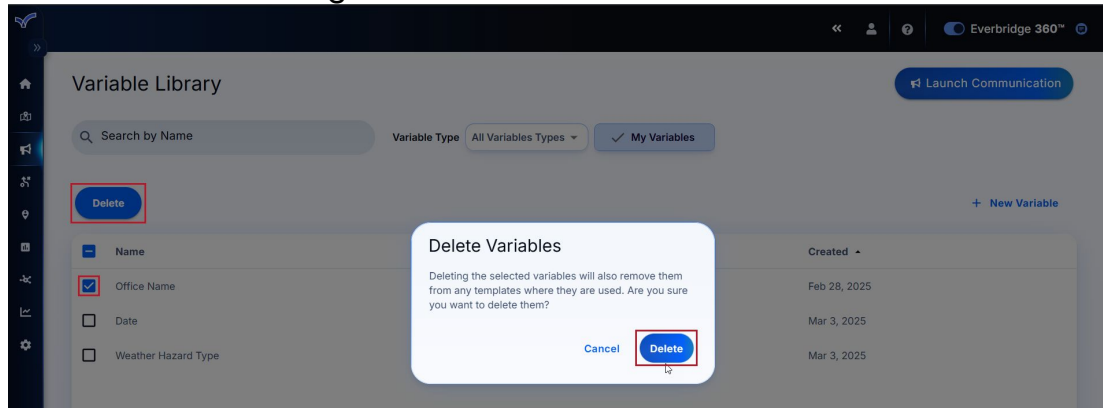 Everbridge 360™
Variable Library
Launch Communication
Search by Name
Variable Type
All Variables Types
My Variables
Delete
+ New Variable
Name
Created
Office Name
Feb 28, 2025
Date
Mar 3, 2025
Weather Hazard Type
Mar 3, 2025
Delete Variables
Deleting the selected variables will also remove them
from any templates where they are used. Are you sure
you want to delete them?
Cancel
Delete